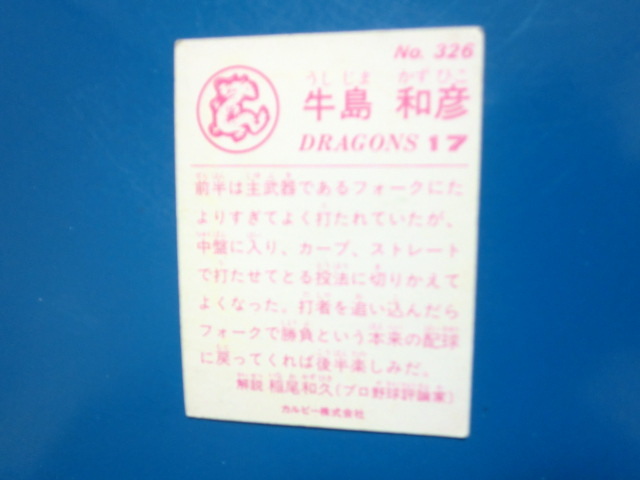 No. 326
うし じま かず ひこ
牛島 和彦
DRAGONS 17
前半は主武器であるフォークにた
よりすぎてよく打たれていたが、
中盤に入り、カーブ、ストレート
で打たせてとる投法に切りかえて
よくなった。打者を追い込んだら
フォークで勝負という本来の配球
に戻ってくれば後半楽しみだ。
解説 稲尾和久(プロ野球評論家)
カルビー株式会社